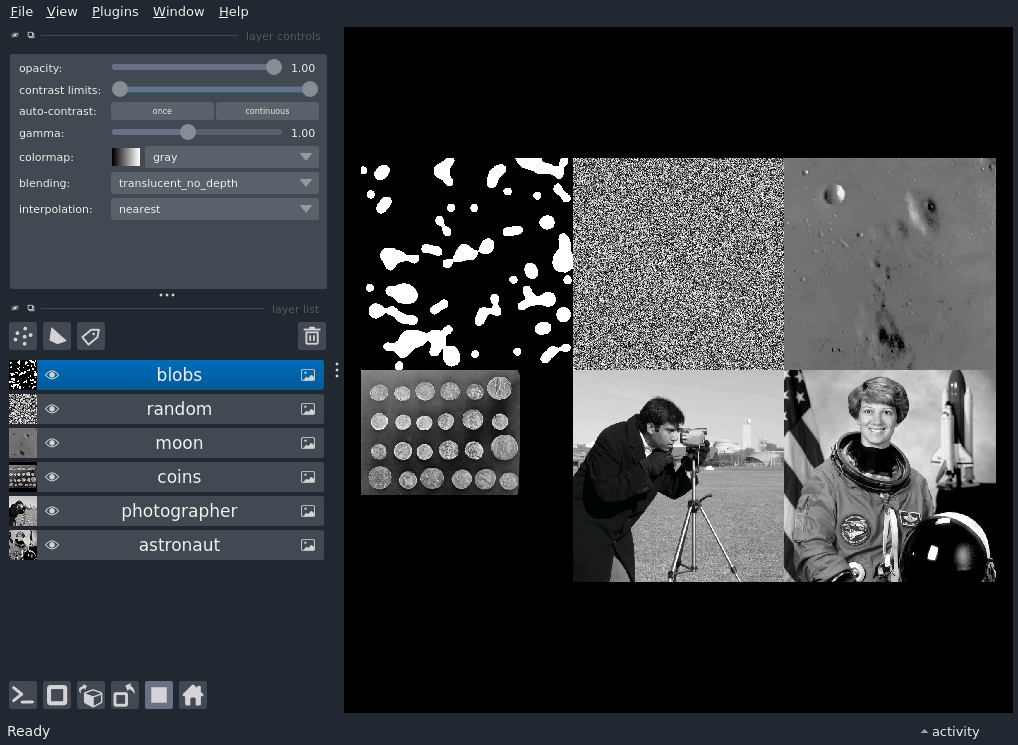 File View Plugins Window Help
layer controls
opacity: 1.00
contrast limits:
auto-contrast: once continuous
gamma: 1.00
colormap: gray
blending: translucent_no_depth
interpolation: nearest
layer list
blobs
random
moon
coins
photographer
astronaut
Ready activity